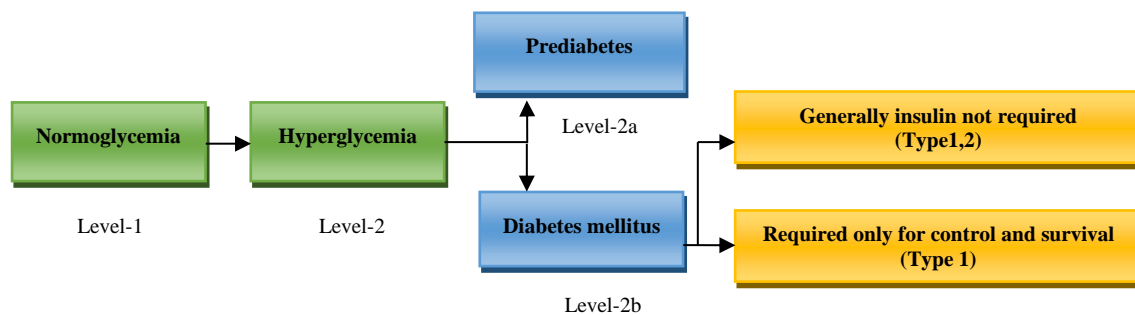 Prediabetes
Level-2a
Normoglycemia
Level-1
Hyperglycemia
Level-2
Diabetes mellitus
Level-2b
Generally insulin not required
(Type1,2)
Required only for control and survival
(Type 1)